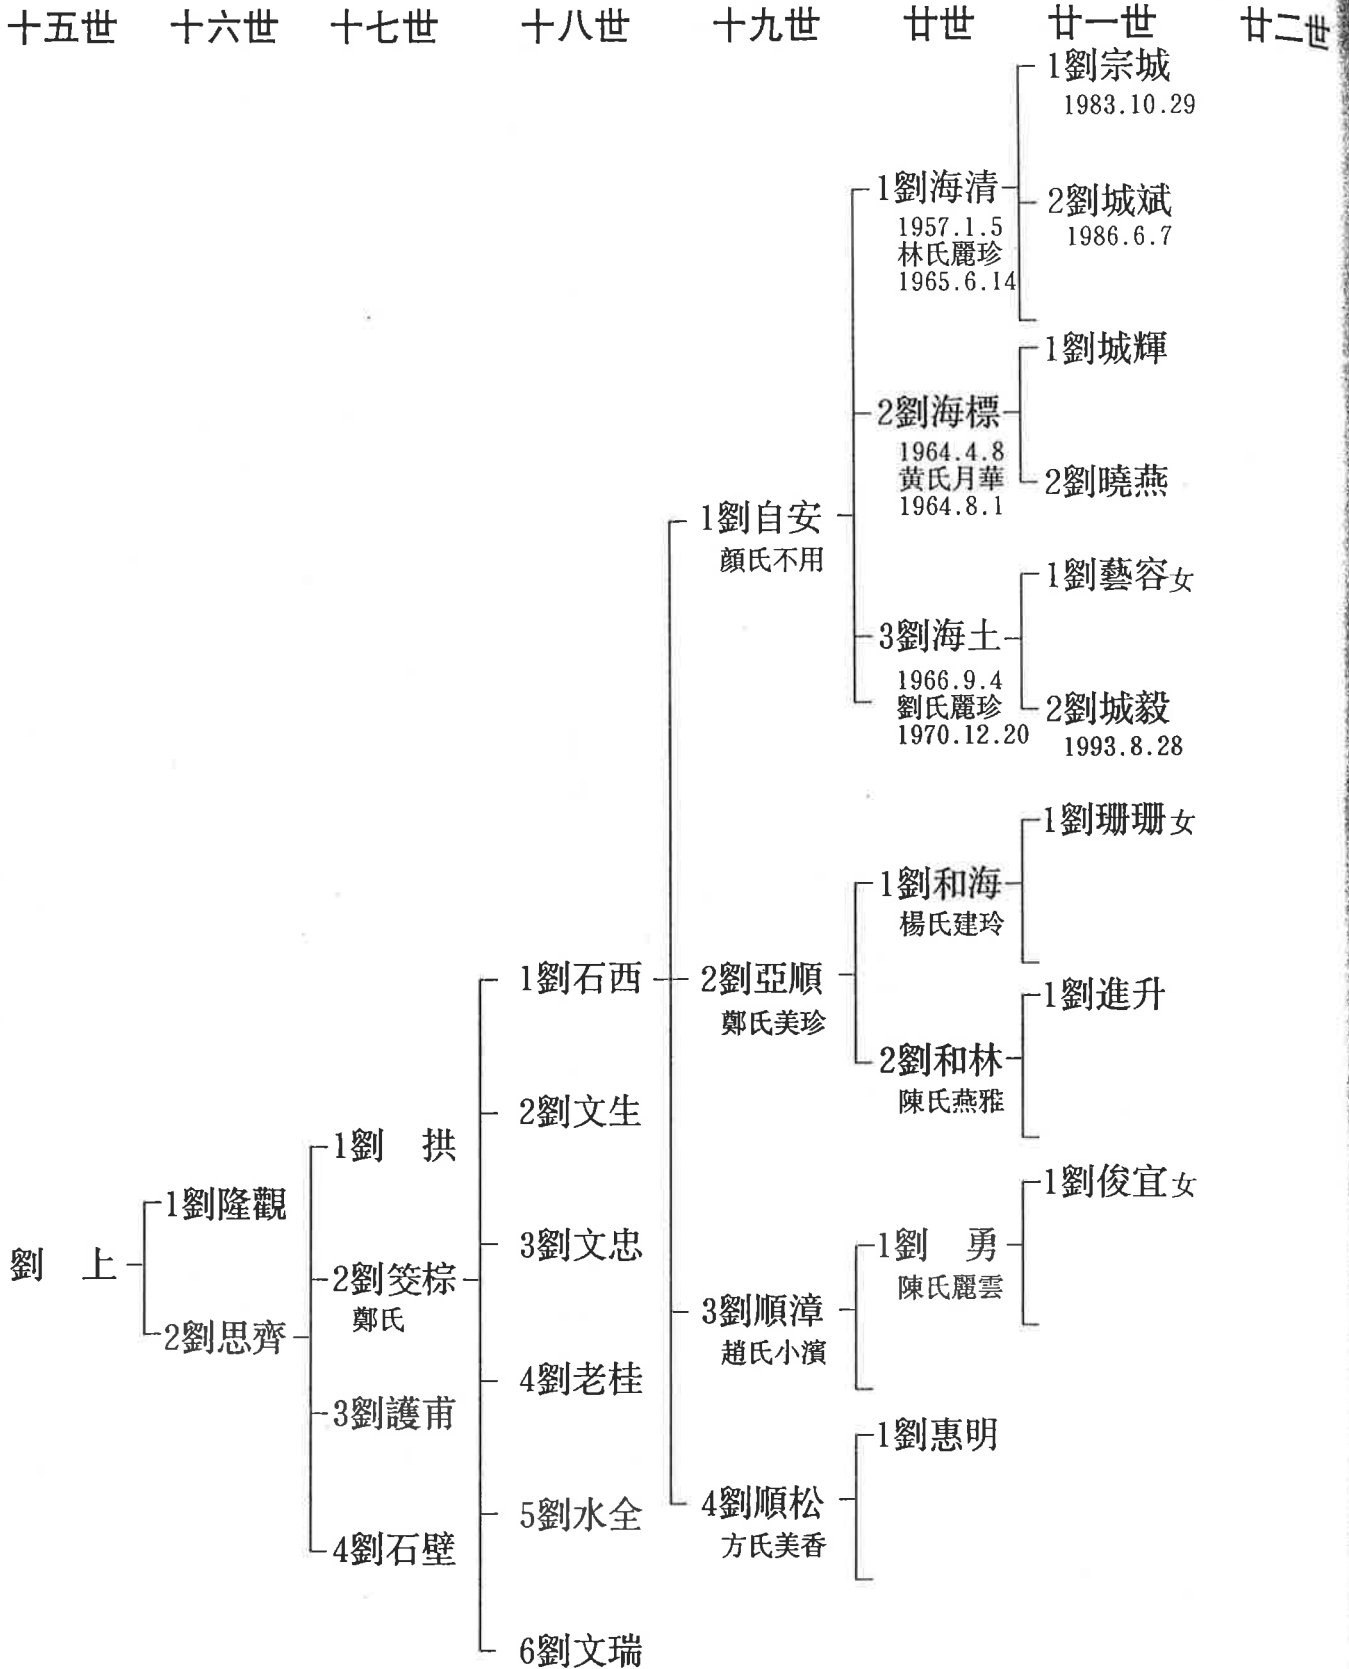 十五世 十六世 十七世 十八世 十九世 廿世 廿一世 廿二世
1劉宗城
1983.10.29
1劉海清
1957.1.5
林氏麗珍
1965.6.14
2劉城斌
1986.6.7
1劉城輝
2劉海標
1964.4.8
黄氏月華
1964.8.1
2劉曉燕
1劉自安
顏氏不用
1劉藝容女
3劉海土
1966.9.4
劉氏麗珍
1970.12.20
2劉城毅
1993.8.28
1劉珊珊女
1劉和海
楊氏建玲
1劉石西
2劉亞順
鄭氏美珍
1劉進升
2劉和林
陳氏燕雅
2劉文生
1劉 拱
1劉俊宜女
1劉隆觀
3劉文忠
1劉 勇
陳氏麗雲
劉 上
2劉筊棕
鄭氏
3劉順漳
趙氏小濱
2劉思齊
4劉老桂
3劉護甫
1劉惠明
4劉順松
方氏美香
5劉水全
4劉石壁
6劉文瑞